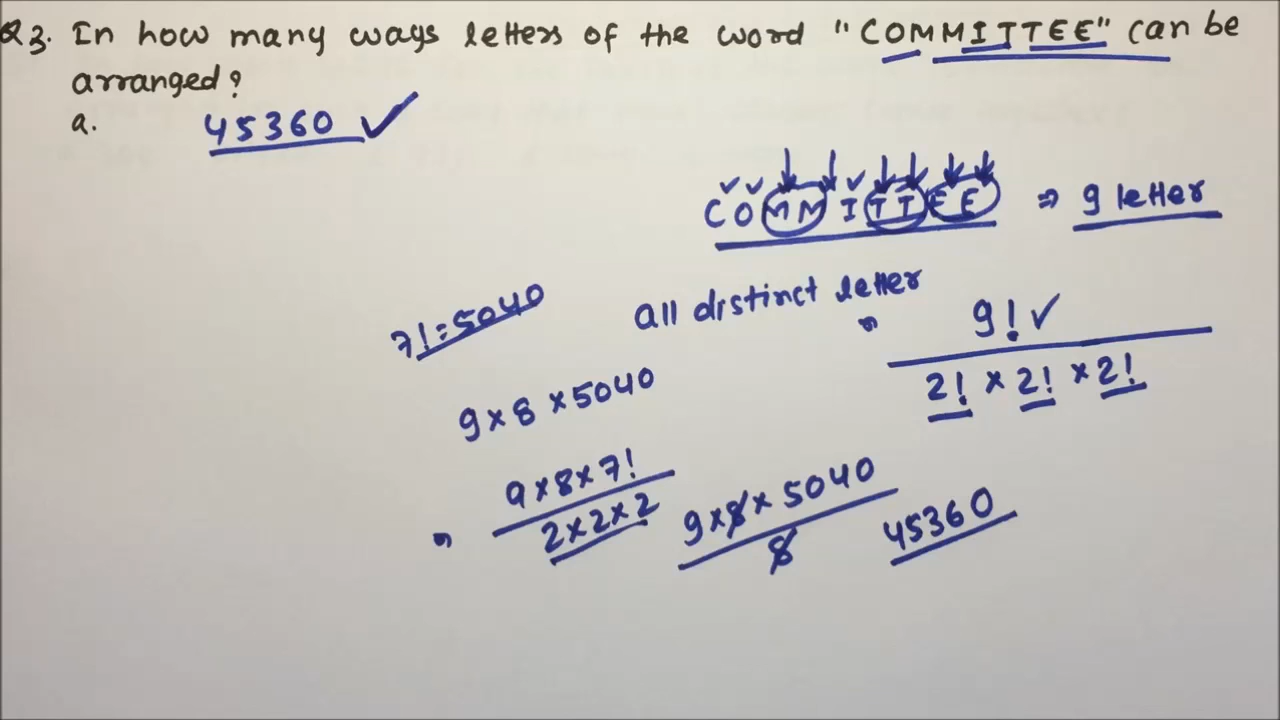 Q3. In how many ways letters of the word "COMMITTEE" can be
arranged?
a. 45360 ✓
COMMITTEE ⇒ 9 letter
7! = 5040
all distinct letter
9! ✓
2! × 2! × 2!
9 × 8 × 5040
9 × 8 × 7!
2 × 2 × 2
9 × 8 × 5040
8
45360